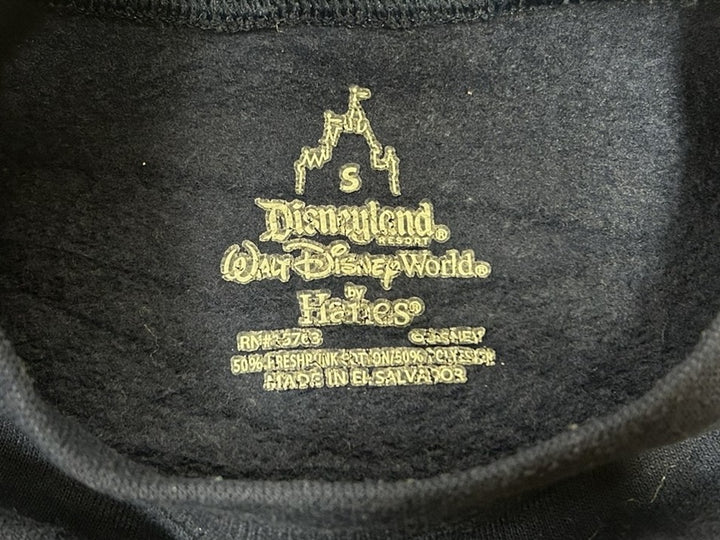 S
Disneyland®
RESORT
Walt Disney World®
by
Hanes®
RN#15763 © DISNEY
50% FRESHPINK COTTON/50% POLYESTER
MADE IN EL SALVADOR